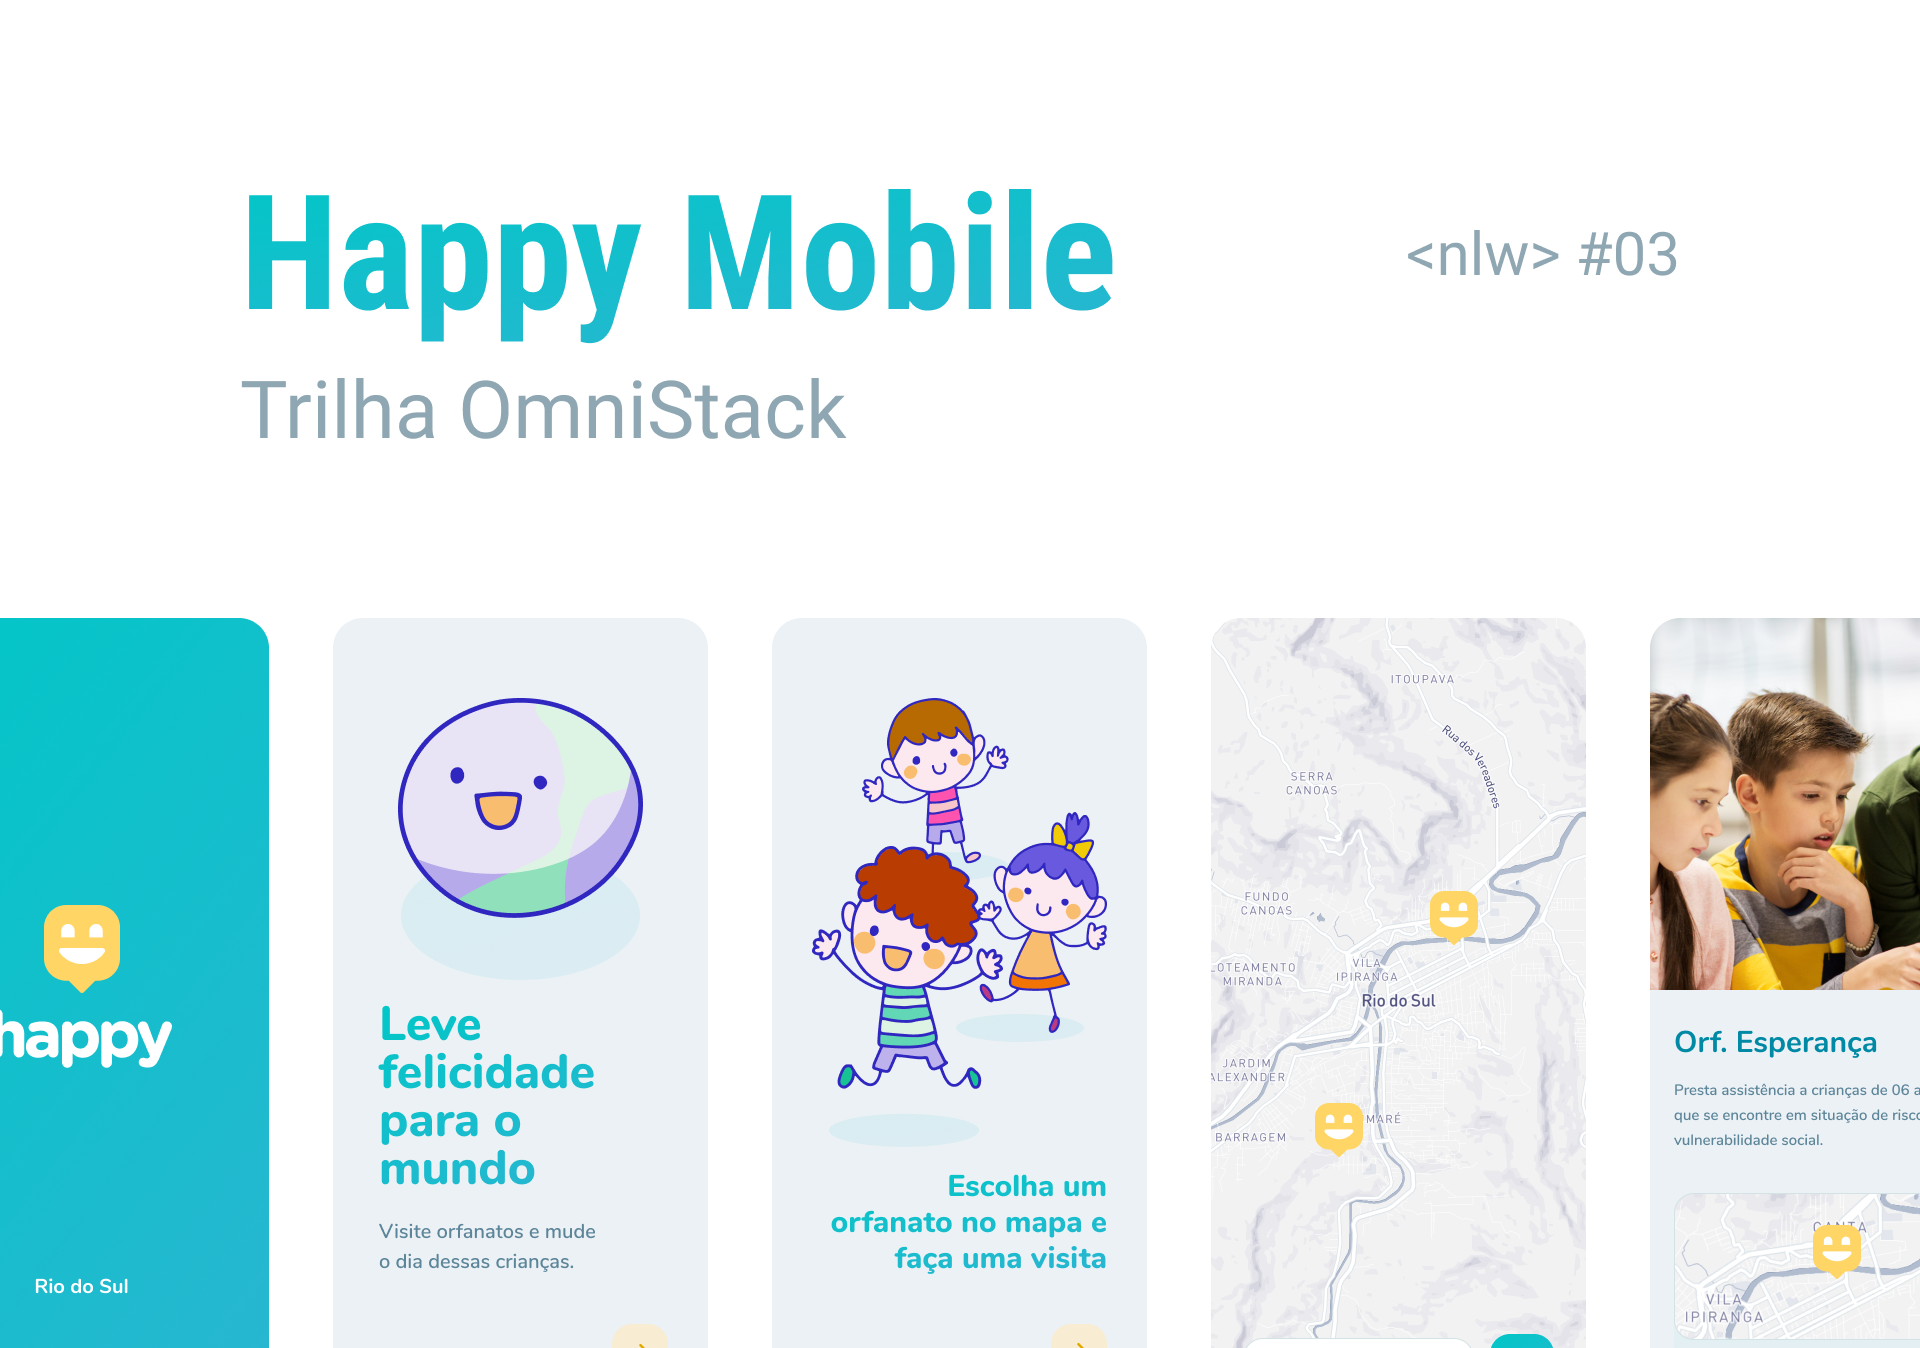 Happy Mobile
<nlw> #03
Trilha OmniStack
happy
Rio do Sul
Leve
felicidade
para o
mundo
Visite orfanatos e mude
o dia dessas crianças.
Escolha um
orfanato no mapa e
faça uma visita
ITOUPAVA
Rua dos Vereadores
SERRA
CANOAS
FUNDO
CANOAS
LOTEAMENTO
MIRANDA
VILA
IPIRANGA
Rio do Sul
JARDIM
ALEXANDER
MARÉ
BARRAGEM
Orf. Esperança
Presta assistência a crianças de 06 a
que se encontre em situação de risco
vulnerabilidade social.
CANTA
VILA
IPIRANGA